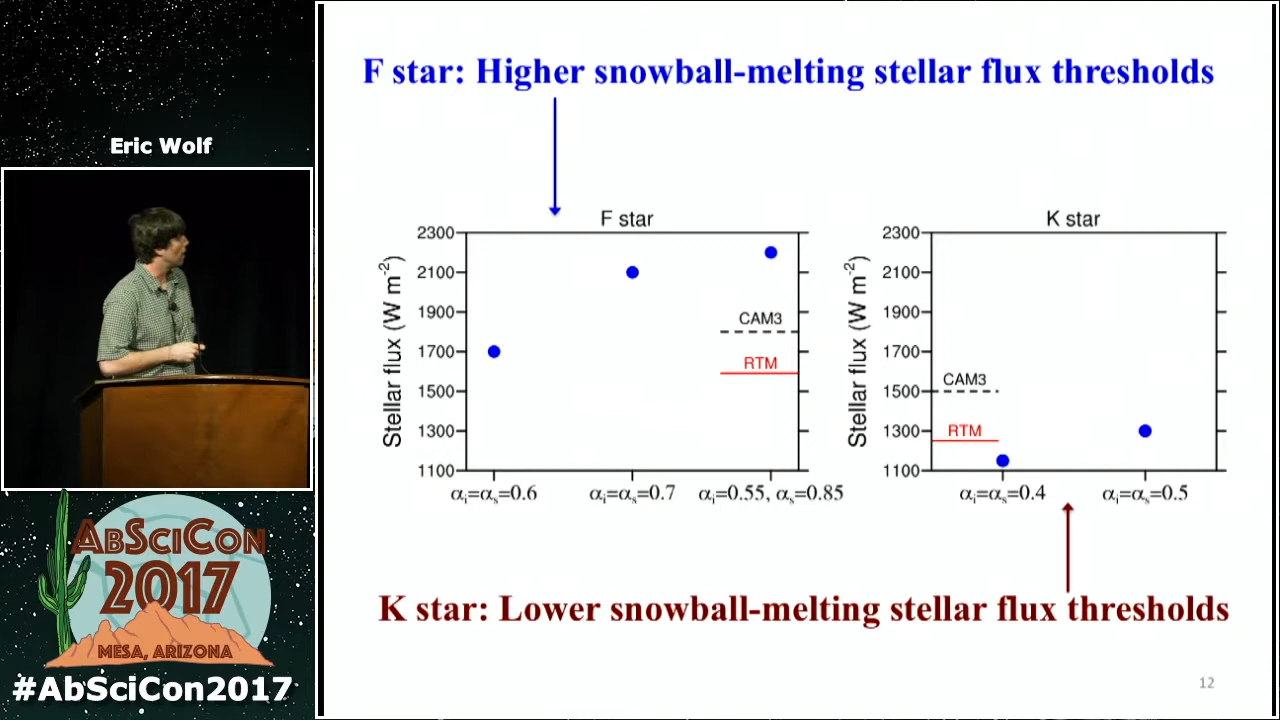 F star: Higher snowball-melting stellar flux thresholds
Eric Wolf
F star
2300
2100
1900
1700
1500
1300
1100
Stellar flux (W m⁻²)
CAM3
RTM
αᵢ=αₛ=0.6
αᵢ=αₛ=0.7
αᵢ=0.55, αₛ=0.85
K star
2300
2100
1900
1700
1500
1300
1100
Stellar flux (W m⁻²)
CAM3
RTM
αᵢ=αₛ=0.4
αᵢ=αₛ=0.5
K star: Lower snowball-melting stellar flux thresholds
12
ABSCICON
2017
MESA, ARIZONA
#AbSciCon2017